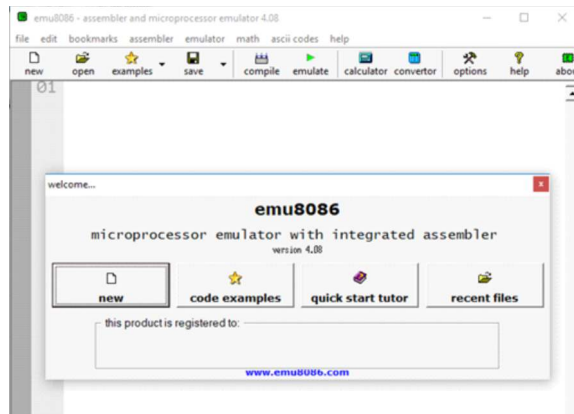 emu8086 - assembler and microprocessor emulator 4.08
file edit bookmarks assembler emulator math ascii codes help
new open examples save compile emulate calculator convertor options help abou
01
welcome...
emu8086
microprocessor emulator with integrated assembler
version 4.08
new code examples quick start tutor recent files
this product is registered to:
www.emu8086.com